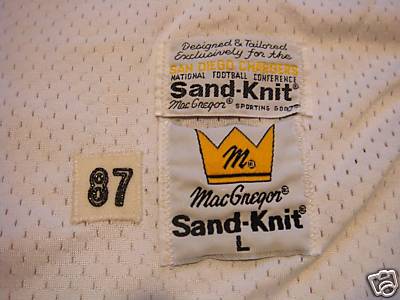 Designed & Tailored
Exclusively for the
SAN DIEGO CHARGERS
NATIONAL FOOTBALL CONFERENCE
Sand-Knit®
MacGregor® SPORTING GOODS
M®
MacGregor®
Sand-Knit®
L
87